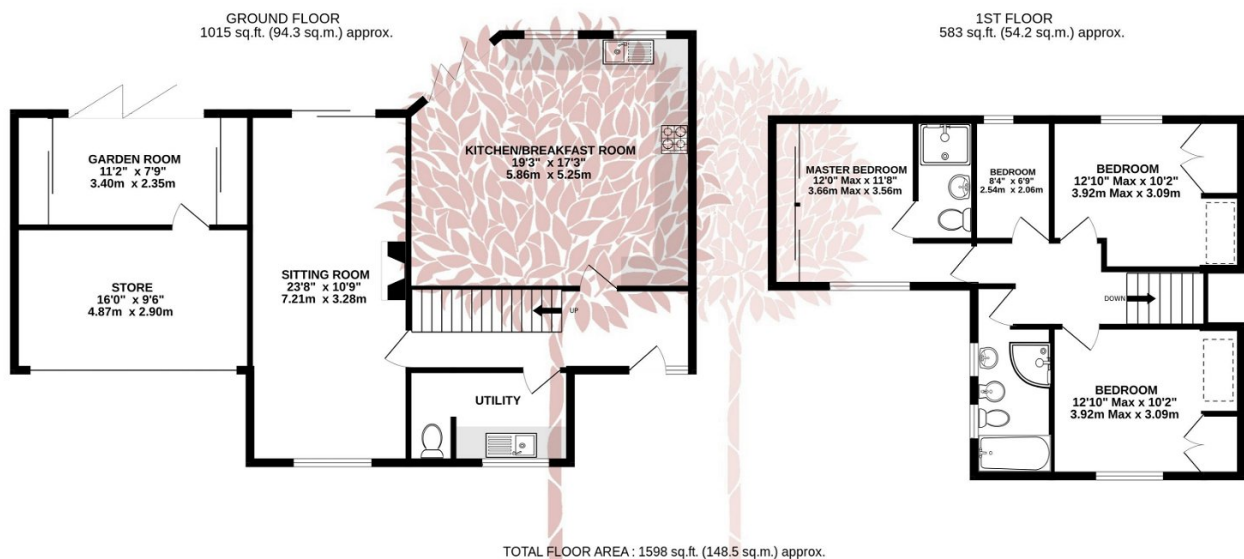 GROUND FLOOR
1015 sq.ft. (94.3 sq.m.) approx.
1ST FLOOR
583 sq.ft. (54.2 sq.m.) approx.
GARDEN ROOM
11'2" x 7'9"
3.40m x 2.35m
STORE
16'0" x 9'6"
4.87m x 2.90m
SITTING ROOM
23'8" x 10'9"
7.21m x 3.28m
KITCHEN/BREAKFAST ROOM
19'3" x 17'3"
5.86m x 5.25m
UP
UTILITY
MASTER BEDROOM
12'0" Max x 11'8"
3.66m Max x 3.56m
BEDROOM
8'4" x 6'9"
2.54m x 2.06m
BEDROOM
12'10" Max x 10'2"
3.92m Max x 3.09m
DOWN
BEDROOM
12'10" Max x 10'2"
3.92m Max x 3.09m
TOTAL FLOOR AREA : 1598 sq.ft. (148.5 sq.m.) approx.